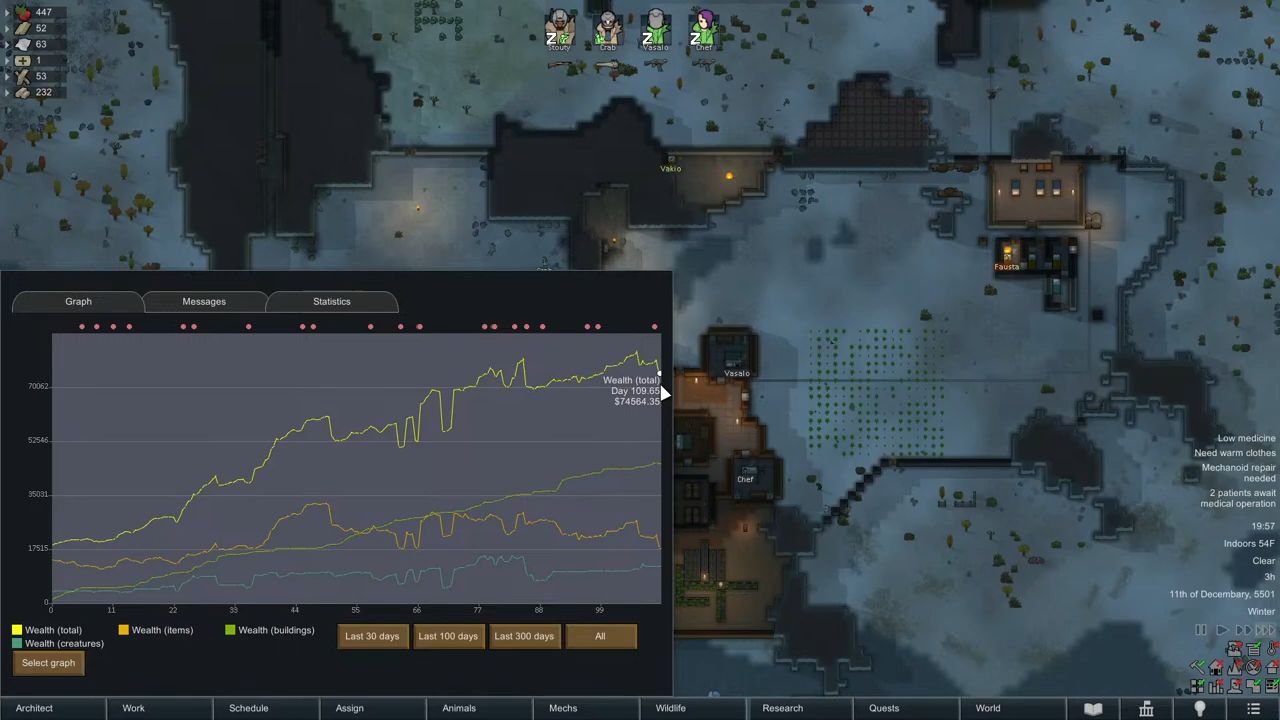 447
52
63
1
53
232
Z
Z
Z
Stouty
Crab
Vasalo
Chef
Vakio
Fausta
Vasalo
Chef
Graph
Messages
Statistics
70062
52546
35031
17515
0
0
11
22
33
44
55
66
77
88
99
Wealth (total)
Day 109.65
$74564.35
Wealth (total)
Wealth (items)
Wealth (buildings)
Wealth (creatures)
Last 30 days
Last 100 days
Last 300 days
All
Select graph
Low medicine
Need warm clothes
Mechanoid repair
needed
2 patients await
medical operation
19:57
Indoors 54F
Clear
3h
11th of Decembary, 5501
Winter
Architect
Work
Schedule
Assign
Animals
Mechs
Wildlife
Research
Quests
World